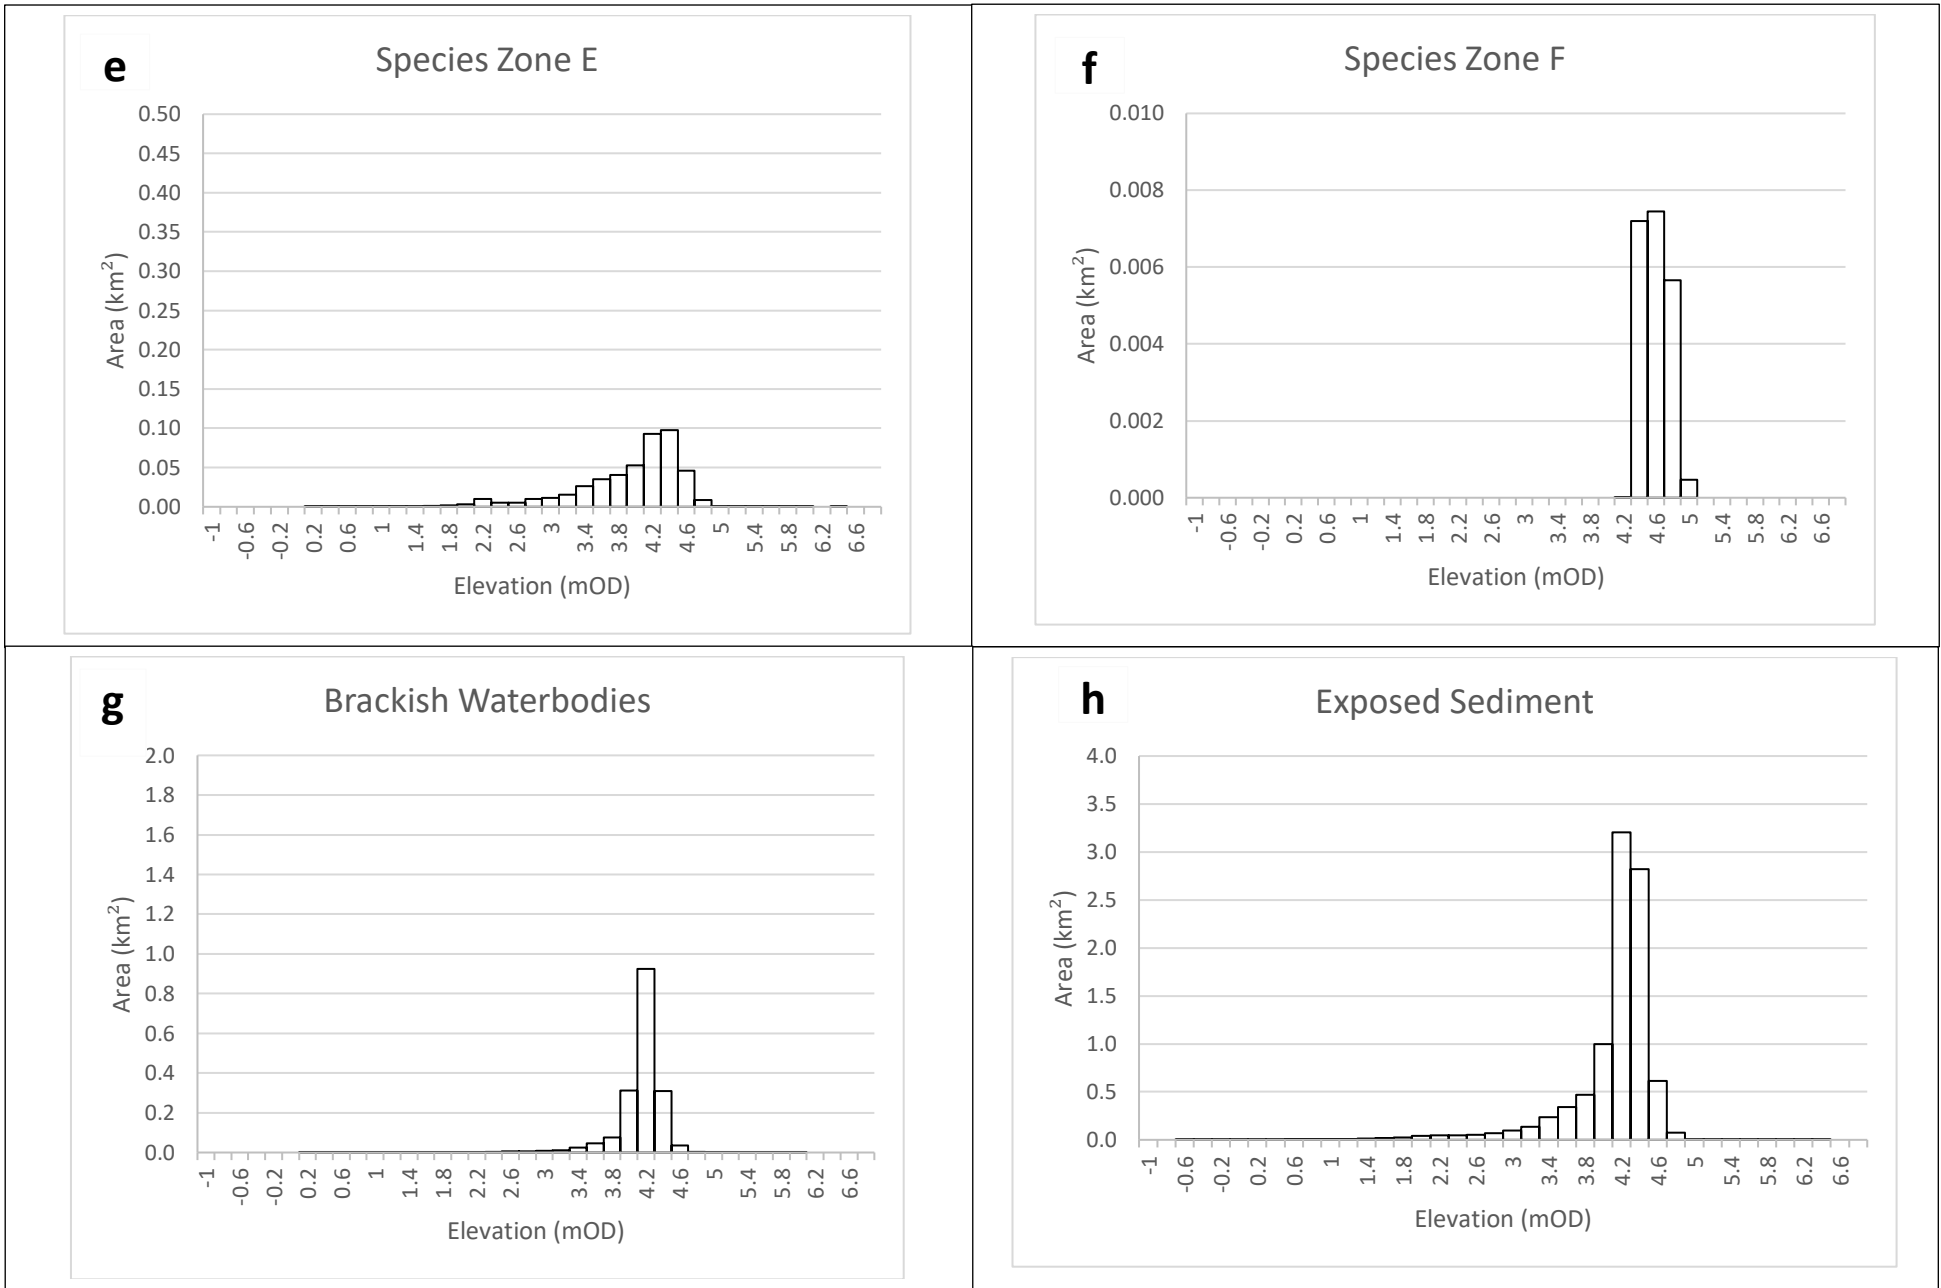 e
Species Zone E
0.50
0.45
0.40
0.35
0.30
0.25
0.20
0.15
0.10
0.05
0.00
Area (km²)
-1 -0.6 -0.2 0.2 0.6 1 1.4 1.8 2.2 2.6 3 3.4 3.8 4.2 4.6 5 5.4 5.8 6.2 6.6
Elevation (mOD)
f
Species Zone F
0.010
0.008
0.006
0.004
0.002
0.000
Area (km²)
-1 -0.6 -0.2 0.2 0.6 1 1.4 1.8 2.2 2.6 3 3.4 3.8 4.2 4.6 5 5.4 5.8 6.2 6.6
Elevation (mOD)
g
Brackish Waterbodies
2.0
1.8
1.6
1.4
1.2
1.0
0.8
0.6
0.4
0.2
0.0
Area (km²)
-1 -0.6 -0.2 0.2 0.6 1 1.4 1.8 2.2 2.6 3 3.4 3.8 4.2 4.6 5 5.4 5.8 6.2 6.6
Elevation (mOD)
h
Exposed Sediment
4.0
3.5
3.0
2.5
2.0
1.5
1.0
0.5
0.0
Area (km²)
-1 -0.6 -0.2 0.2 0.6 1 1.4 1.8 2.2 2.6 3 3.4 3.8 4.2 4.6 5 5.4 5.8 6.2 6.6
Elevation (mOD)